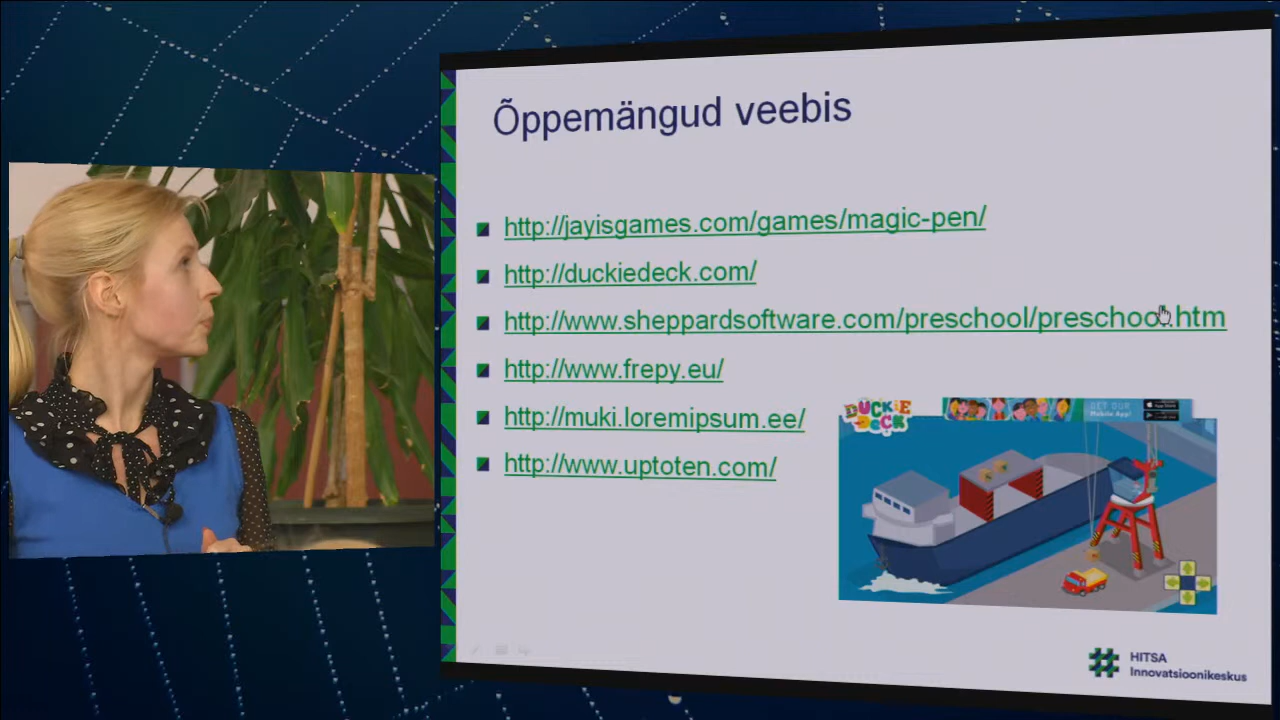 Õppemängud veebis
http://jayisgames.com/games/magic-pen/
http://duckiedeck.com/
http://www.sheppardsoftware.com/preschool/preschool.htm
http://www.frepy.eu/
http://muki.loremipsum.ee/
http://www.uptoten.com/
DUCKIE
DECK
GET OUR
Mobile App!
HITSA
Innovatsioonikeskus